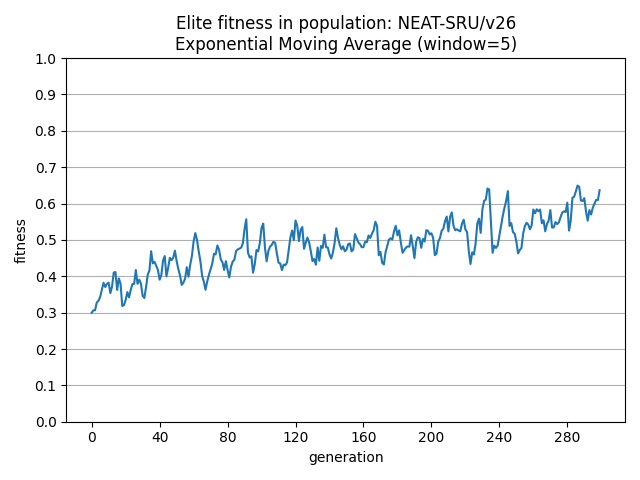 Elite fitness in population: NEAT-SRU/v26
Exponential Moving Average (window=5)
1.0
0.9
0.8
0.7
0.6
0.5
0.4
0.3
0.2
0.1
0.0
fitness
0 40 80 120 160 200 240 280
generation